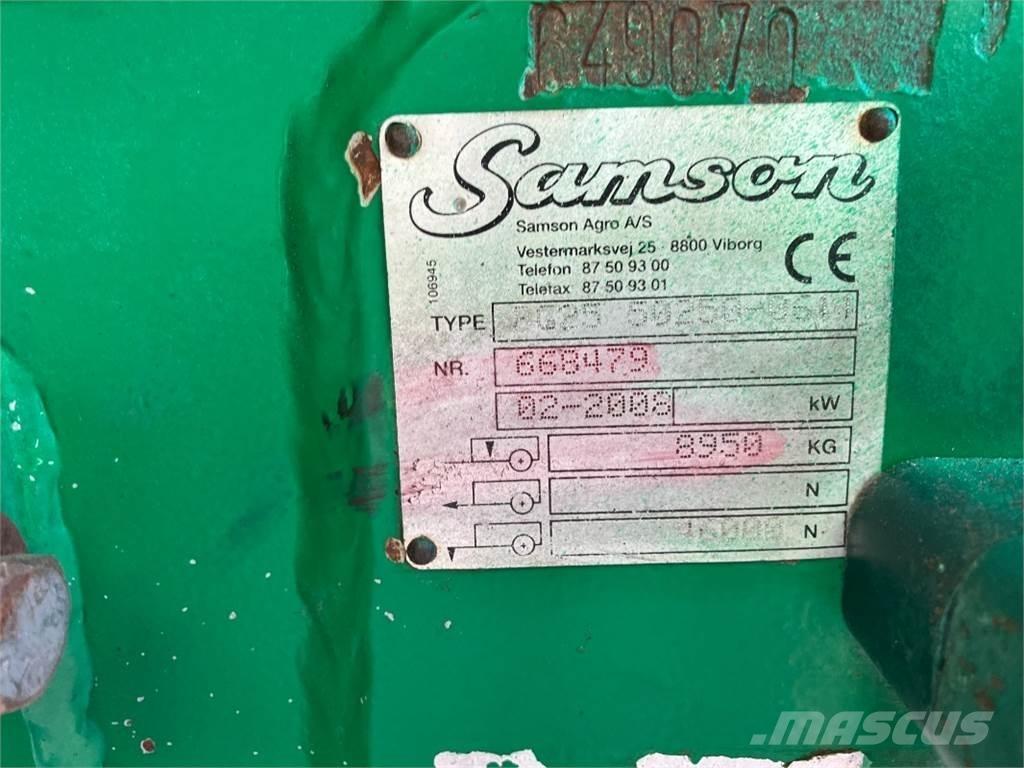 649070
Samson
Samson Agro A/S
Vestermarksvej 25 - 8800 Viborg
Telefon 87 50 93 00
Telefax 87 50 93 01
CE
106945
TYPE
NR. 668479
02-2008 kW
8950 KG
N
N
MASCUS